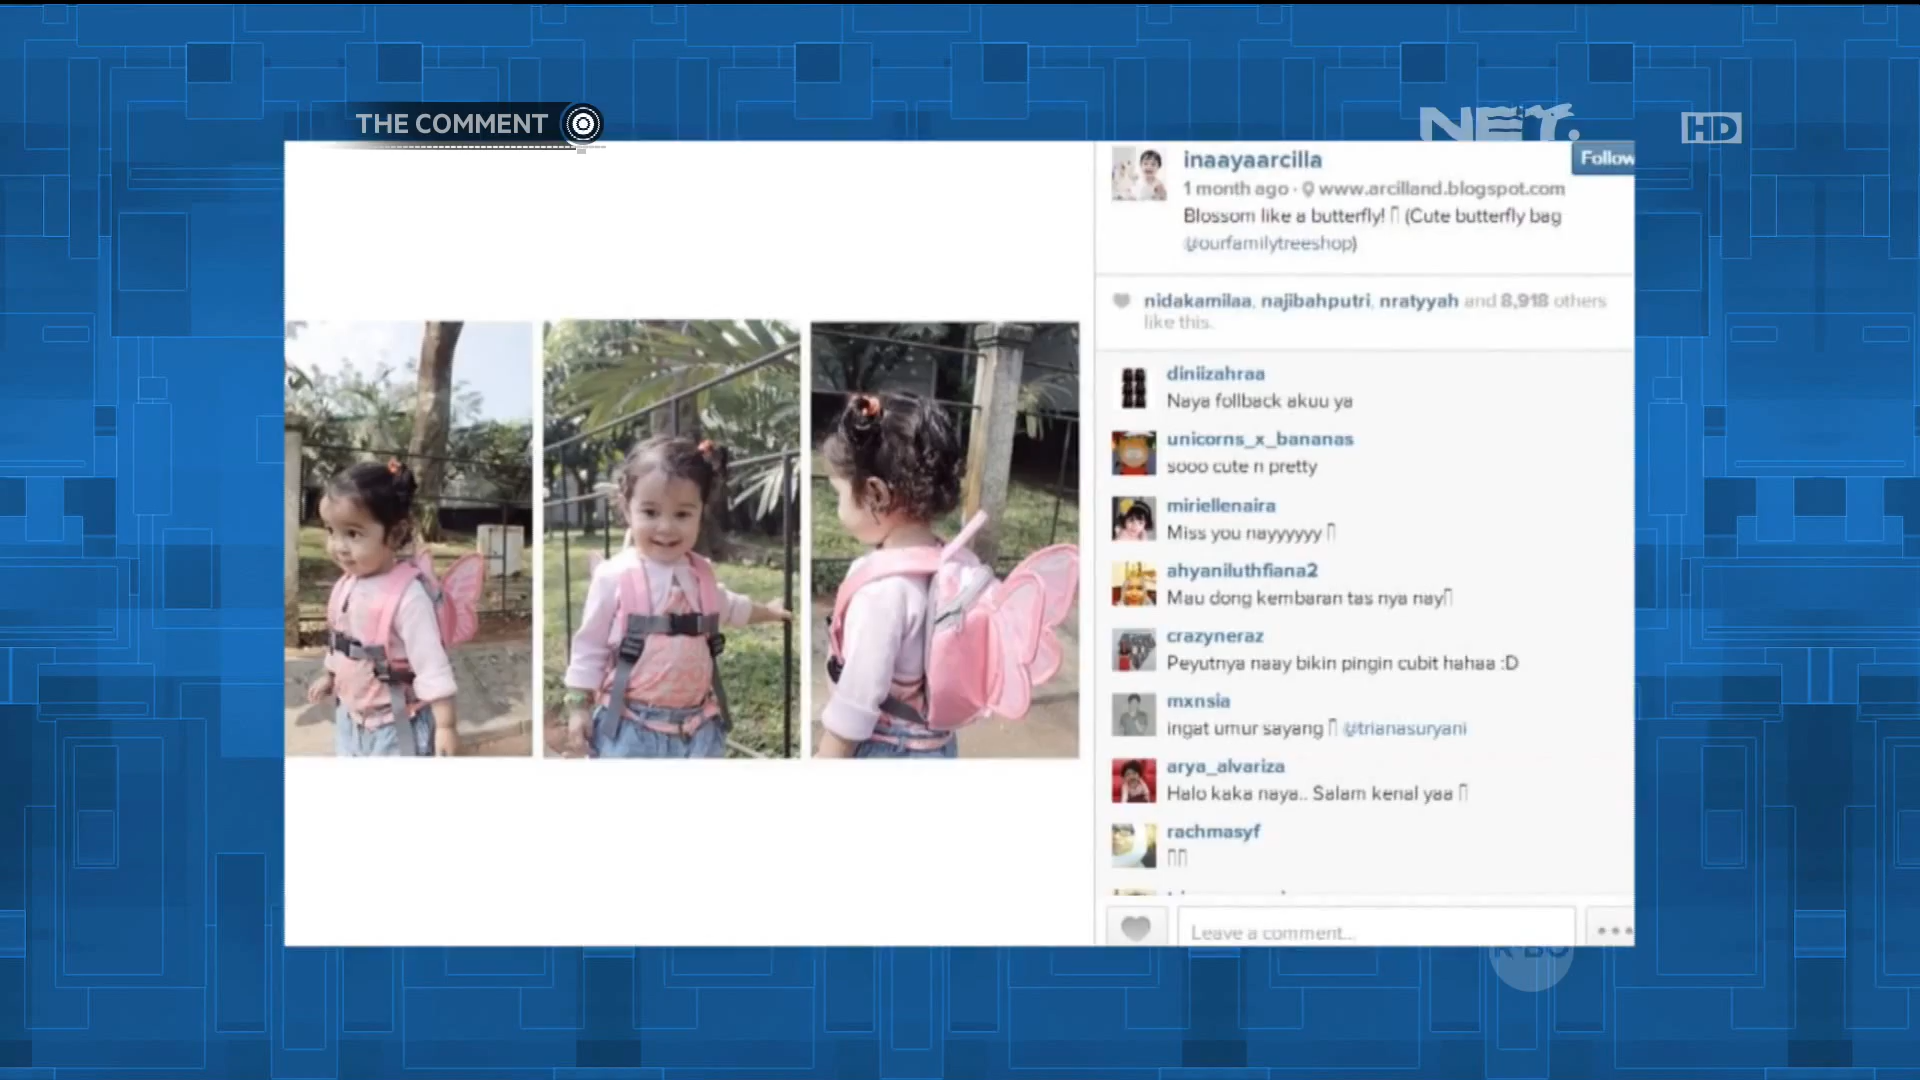 THE COMMENT
NET.
HD
inaayaarcilla
Follow
1 month ago · www.arcilland.blogspot.com
Blossom like a butterfly! (Cute butterfly bag
@ourfamilytreeshop)
nidakamilaa, najibahputri, nratyyah and 8,918 others
like this.
diniizahraa
Naya follback akuu ya
unicorns_x_bananas
sooo cute n pretty
miriellenaira
Miss you nayyyyyy
ahyaniluthfiana2
Mau dong kembaran tas nya nay
crazyneraz
Peyutnya naay bikin pingin cubit hahaa :D
mxnsia
ingat umur sayang @trianasuryani
arya_alvariza
Halo kaka naya.. Salam kenal yaa
rachmasyf
Leave a comment...